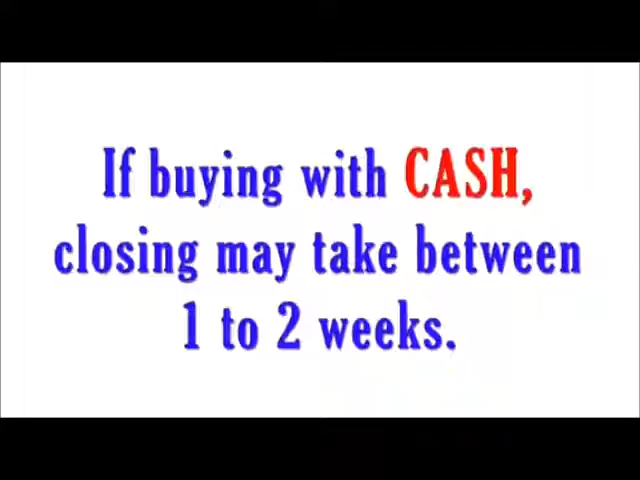 If buying with CASH,
closing may take between
1 to 2 weeks.